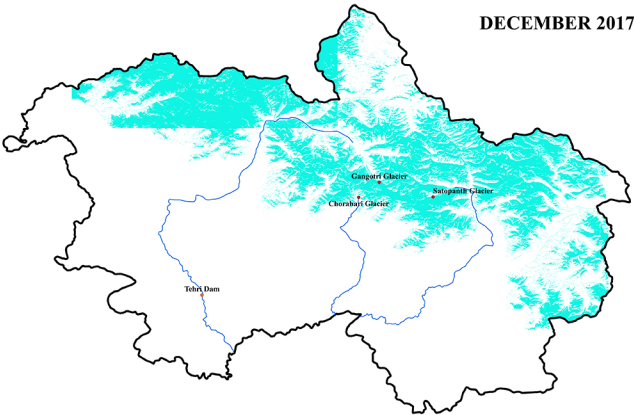 DECEMBER 2017
Gangotri Glacier
Satopanth Glacier
Chorabari Glacier
Tehri Dam